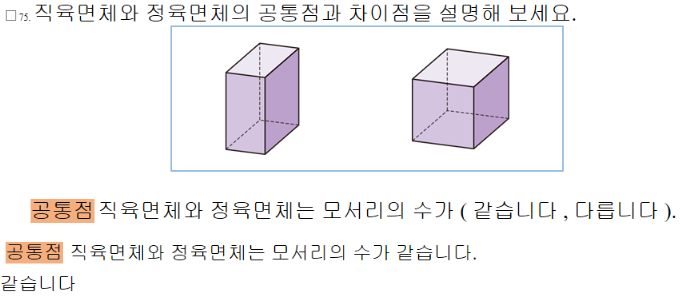 □75. 직육면체와 정육면체의 공통점과 차이점을 설명해 보세요.
공통점 직육면체와 정육면체는 모서리의 수가 ( 같습니다 , 다릅니다 ).
공통점 직육면체와 정육면체는 모서리의 수가 같습니다.
같습니다